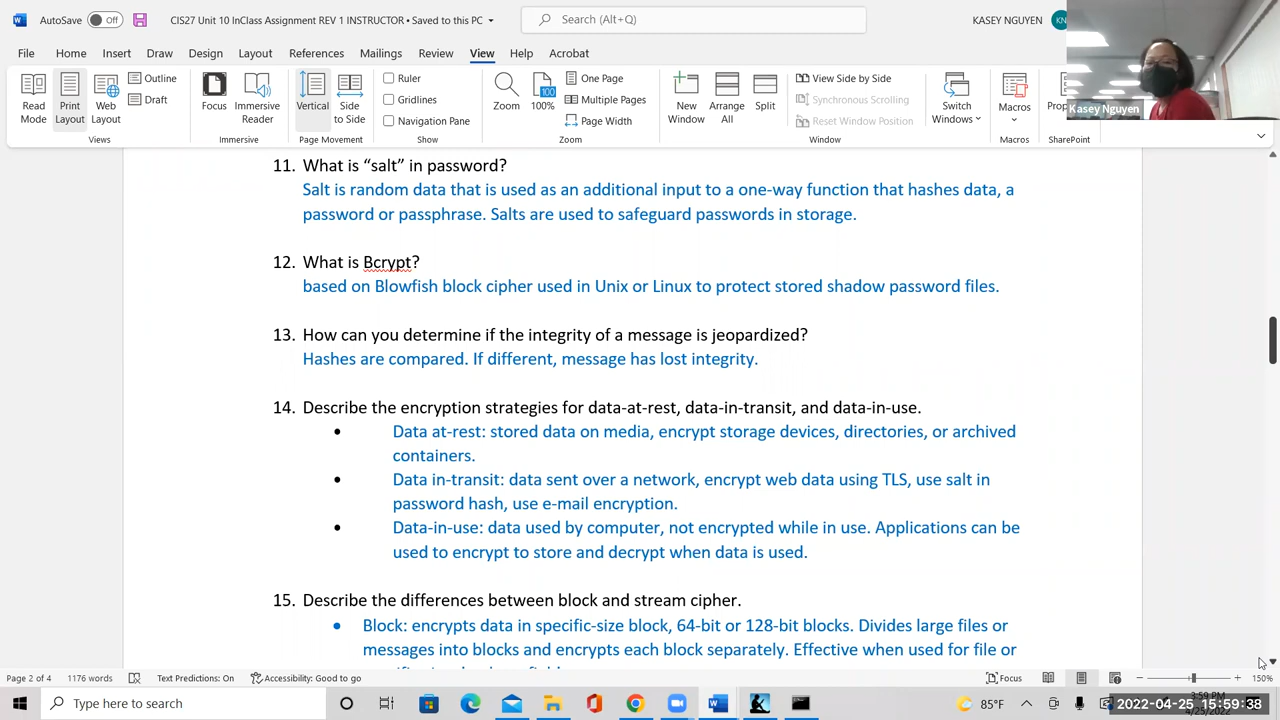 AutoSave Off CIS27 Unit 10 InClass Assignment REV 1 INSTRUCTOR • Saved to this PC Search (Alt+Q) KASEY NGUYEN KN
File Home Insert Draw Design Layout References Mailings Review View Help Acrobat
Read Mode Print Layout Web Layout Outline Draft Focus Immersive Reader Vertical Side to Side Ruler Gridlines Navigation Pane Zoom 100 100% One Page Multiple Pages Page Width New Window Arrange All Split View Side by Side Synchronous Scrolling Reset Window Position Switch Windows Macros
Kasey Nguyen
Views Immersive Page Movement Show Zoom Window Macros SharePoint
11. What is “salt” in password?
Salt is random data that is used as an additional input to a one-way function that hashes data, a
password or passphrase. Salts are used to safeguard passwords in storage.
12. What is Bcrypt?
based on Blowfish block cipher used in Unix or Linux to protect stored shadow password files.
13. How can you determine if the integrity of a message is jeopardized?
Hashes are compared. If different, message has lost integrity.
14. Describe the encryption strategies for data-at-rest, data-in-transit, and data-in-use.
• Data at-rest: stored data on media, encrypt storage devices, directories, or archived
containers.
• Data in-transit: data sent over a network, encrypt web data using TLS, use salt in
password hash, use e-mail encryption.
• Data-in-use: data used by computer, not encrypted while in use. Applications can be
used to encrypt to store and decrypt when data is used.
15. Describe the differences between block and stream cipher.
• Block: encrypts data in specific-size block, 64-bit or 128-bit blocks. Divides large files or
messages into blocks and encrypts each block separately. Effective when used for file or
Page 2 of 4 1176 words Text Predictions: On Accessibility: Good to go Focus 150%
Type here to search 85°F 3:59 PM
2022-04-25 15:59:38